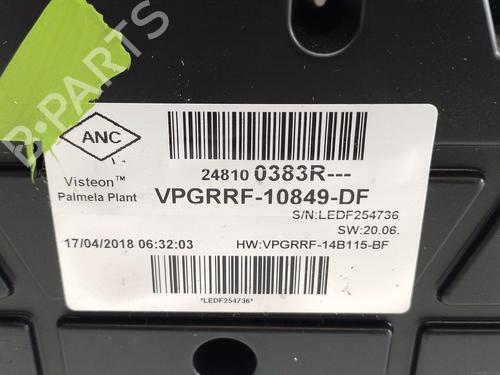 B-PARTS
ANC
24810 0383R---
Visteon™
Palmela Plant
VPGRRF-10849-DF
S/N:LEDF254736
SW:20.06.
17/04/2018 06:32:03
HW:VPGRRF-14B115-BF
*LEDF254736*